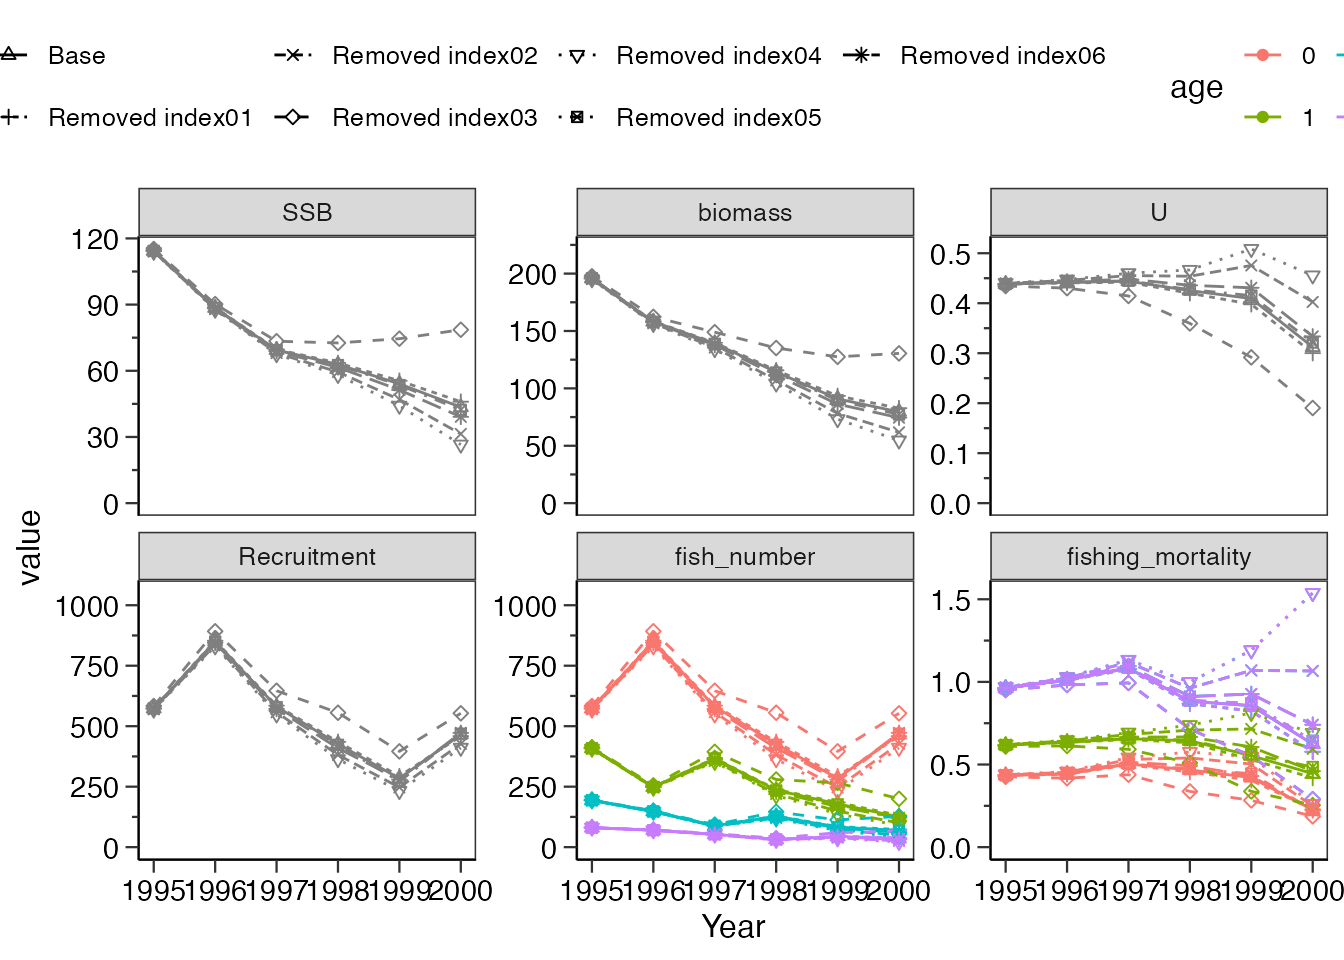 Base Removed index02 Removed index04 Removed index06 0
age
Removed index01 Removed index03 Removed index05 1
SSB biomass U
120 200 0.5
90 150 0.4
60 100 0.3
30 50 0.2
0 0 0.1
0.0
value
Recruitment fish_number fishing_mortality
1000 1000 1.5
750 750 1.0
500 500 0.5
250 250 0.0
0 0
1995 1996 1997 1998 1999 2000 1995 1996 1997 1998 1999 2000 1995 1996 1997 1998 1999 2000
Year